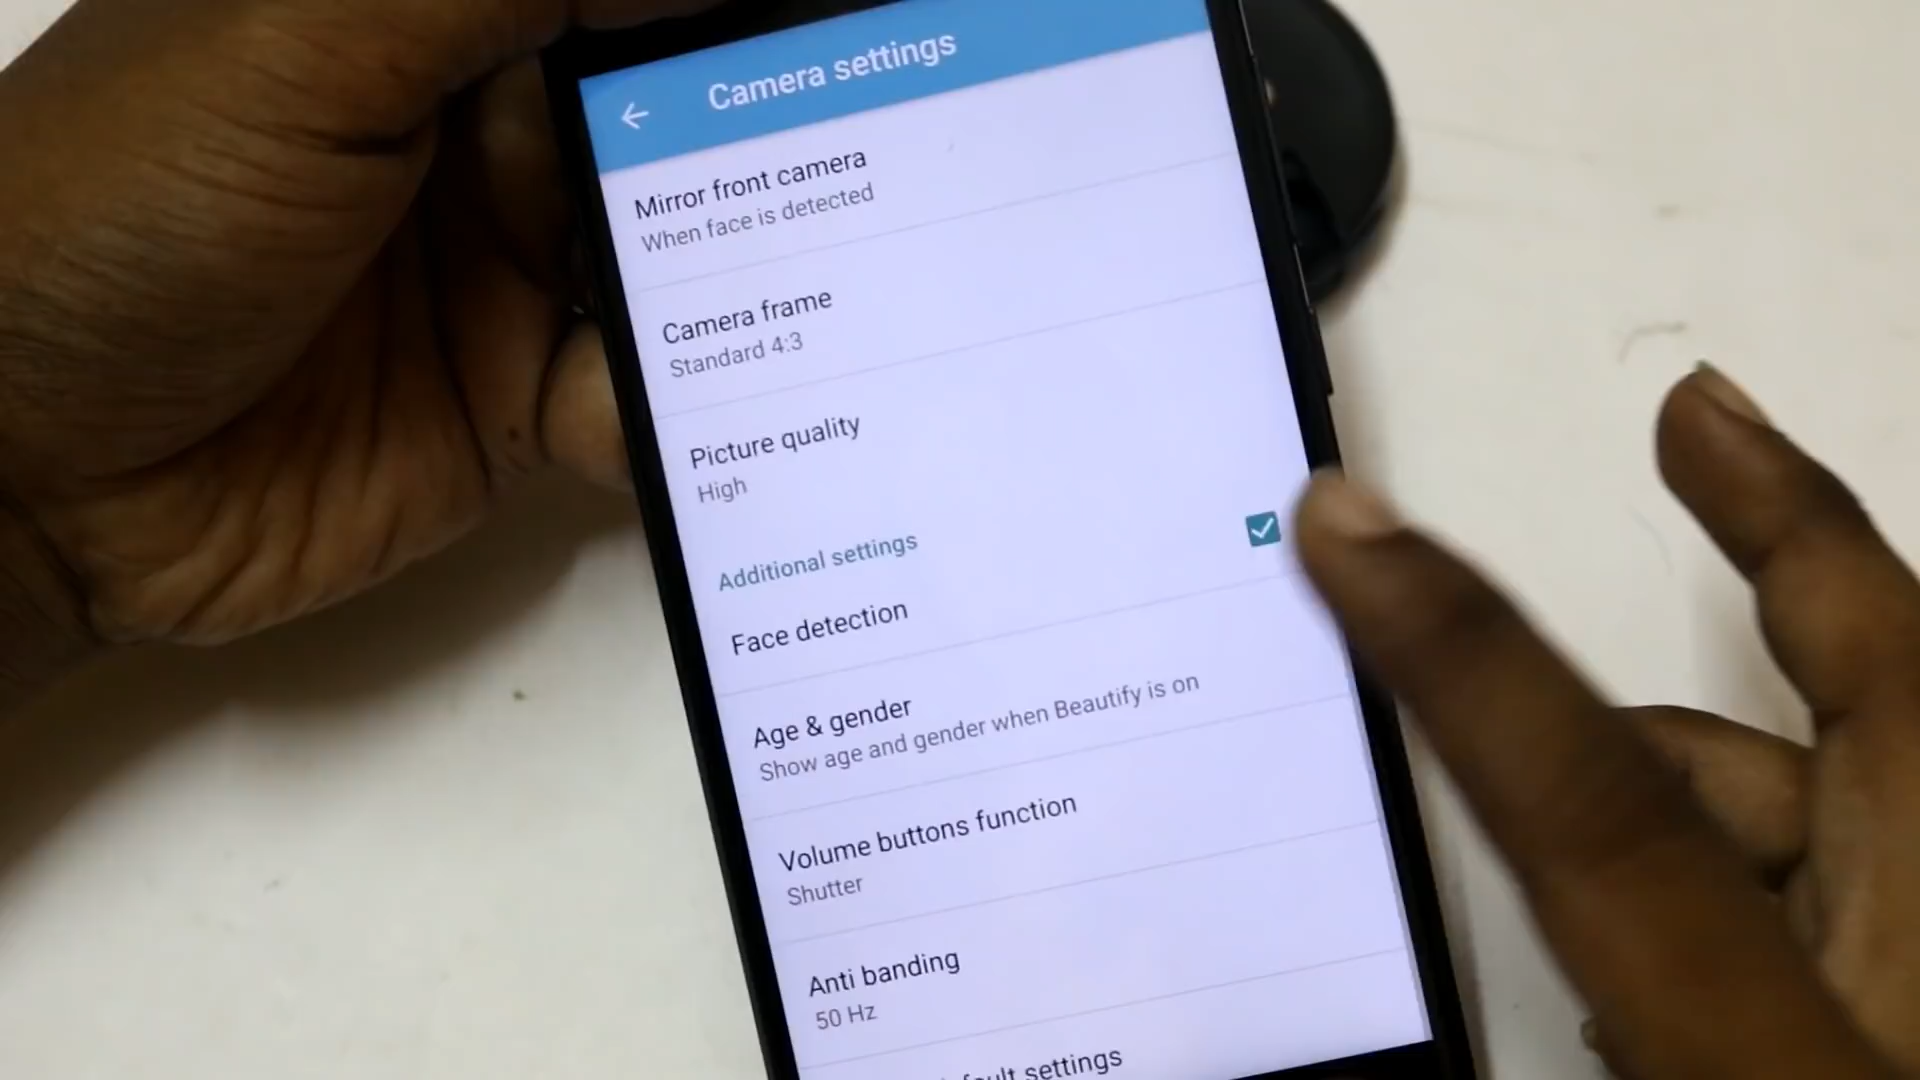 Camera settings
Mirror front camera
When face is detected
Camera frame
Standard 4:3
Picture quality
High
Additional settings
Face detection
Age & gender
Show age and gender when Beautify is on
Volume buttons function
Shutter
Anti banding
50 Hz
settings